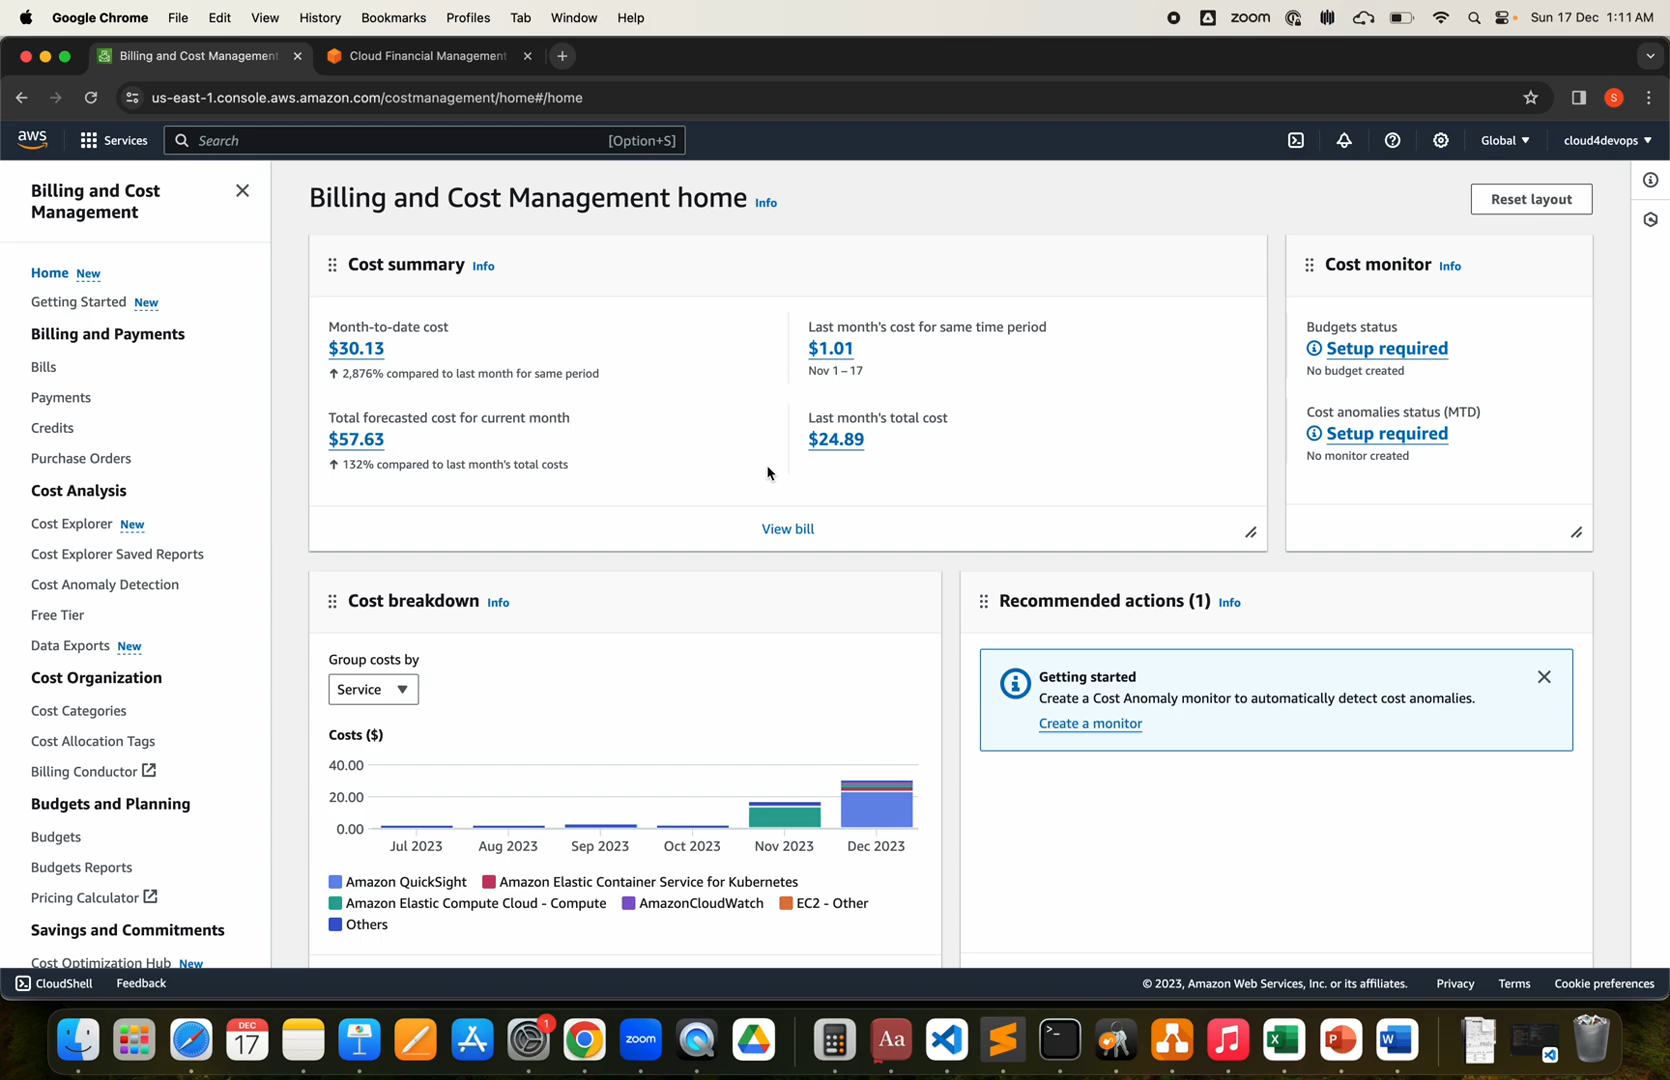 Google Chrome File Edit View History Bookmarks Profiles Tab Window Help
zoom Sun 17 Dec 1:11 AM
Billing and Cost Management
Cloud Financial Management
us-east-1.console.aws.amazon.com/costmanagement/home#/home
S
aws Services Search [Option+S] Global cloud4devops
Billing and Cost
Management
Home New
Getting Started New
Billing and Payments
Bills
Payments
Credits
Purchase Orders
Cost Analysis
Cost Explorer New
Cost Explorer Saved Reports
Cost Anomaly Detection
Free Tier
Data Exports New
Cost Organization
Cost Categories
Cost Allocation Tags
Billing Conductor
Budgets and Planning
Budgets
Budgets Reports
Pricing Calculator
Savings and Commitments
Cost Optimization Hub New
Billing and Cost Management home Info
Reset layout
Cost summary Info
Month-to-date cost
$30.13
↑ 2,876% compared to last month for same period
Last month's cost for same time period
$1.01
Nov 1 – 17
Total forecasted cost for current month
$57.63
↑ 132% compared to last month's total costs
Last month's total cost
$24.89
View bill
Cost monitor Info
Budgets status
Setup required
No budget created
Cost anomalies status (MTD)
Setup required
No monitor created
Cost breakdown Info
Group costs by
Service
Costs ($)
40.00
20.00
0.00
Jul 2023 Aug 2023 Sep 2023 Oct 2023 Nov 2023 Dec 2023
Amazon QuickSight Amazon Elastic Container Service for Kubernetes
Amazon Elastic Compute Cloud - Compute AmazonCloudWatch EC2 - Other
Others
Recommended actions (1) Info
Getting started
Create a Cost Anomaly monitor to automatically detect cost anomalies.
Create a monitor
CloudShell Feedback © 2023, Amazon Web Services, Inc. or its affiliates. Privacy Terms Cookie preferences
DEC
17
1
zoom
Aa
X
P
W